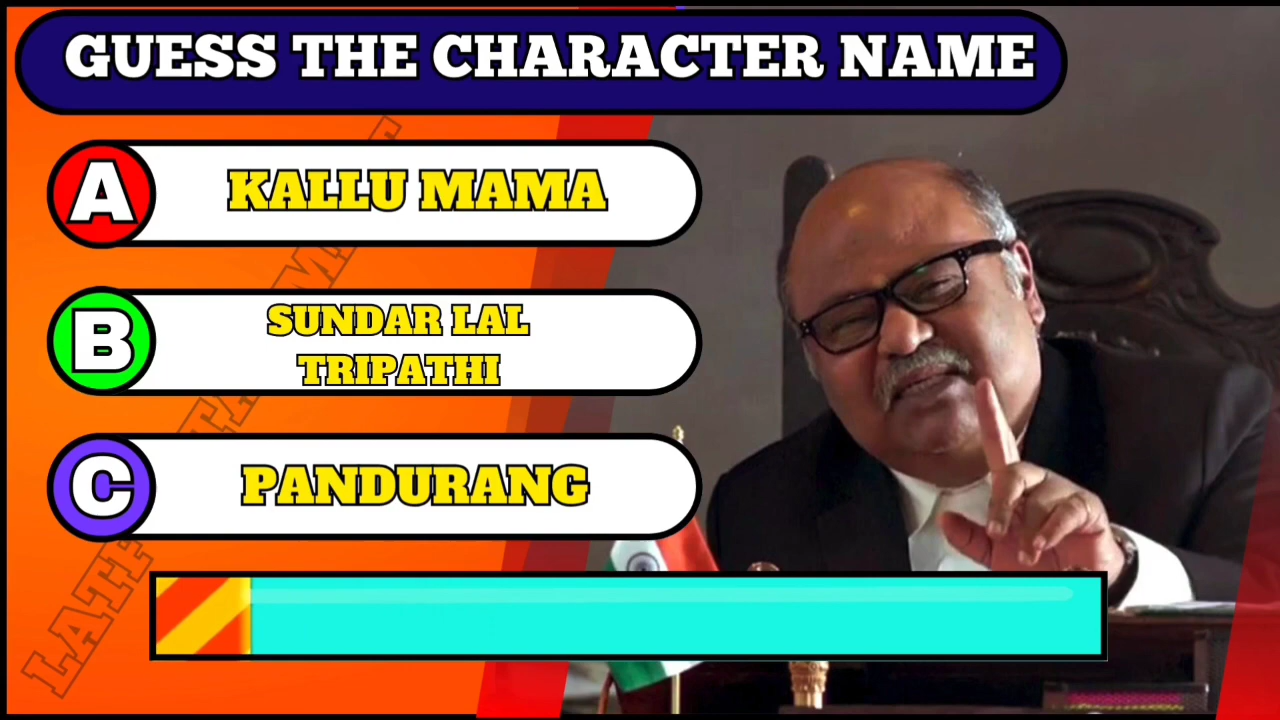 GUESS THE CHARACTER NAME
A
KALLU MAMA
B
SUNDAR LAL
TRIPATHI
C
PANDURANG